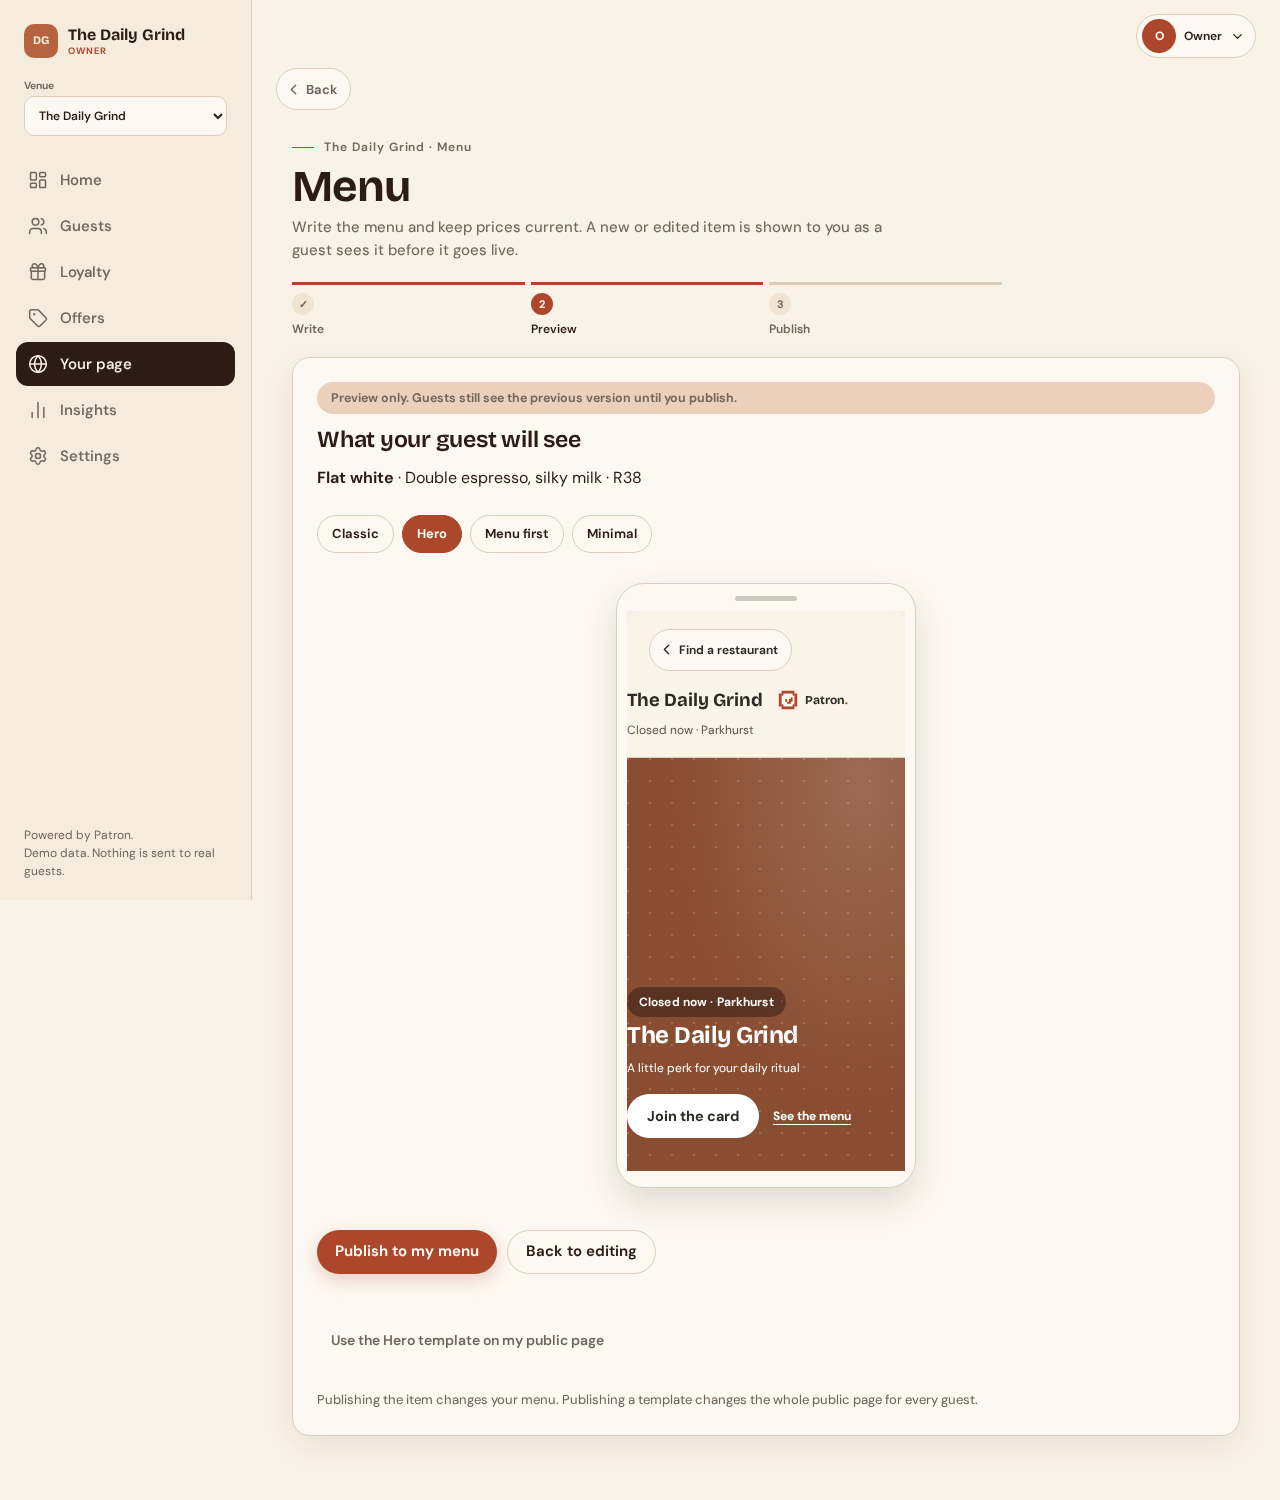 DG
The Daily Grind
OWNER
Venue
The Daily Grind
Home
Guests
Loyalty
Offers
Your page
Insights
Settings
Powered by Patron.
Demo data. Nothing is sent to real
guests.
O
Owner
Back
The Daily Grind · Menu
Menu
Write the menu and keep prices current. A new or edited item is shown to you as a
guest sees it before it goes live.
✓
Write
2
Preview
3
Publish
Preview only. Guests still see the previous version until you publish.
What your guest will see
Flat white · Double espresso, silky milk · R38
Classic
Hero
Menu first
Minimal
Find a restaurant
The Daily Grind
Patron.
Closed now · Parkhurst
Closed now · Parkhurst
The Daily Grind
A little perk for your daily ritual
Join the card
See the menu
Publish to my menu
Back to editing
Use the Hero template on my public page
Publishing the item changes your menu. Publishing a template changes the whole public page for every guest.